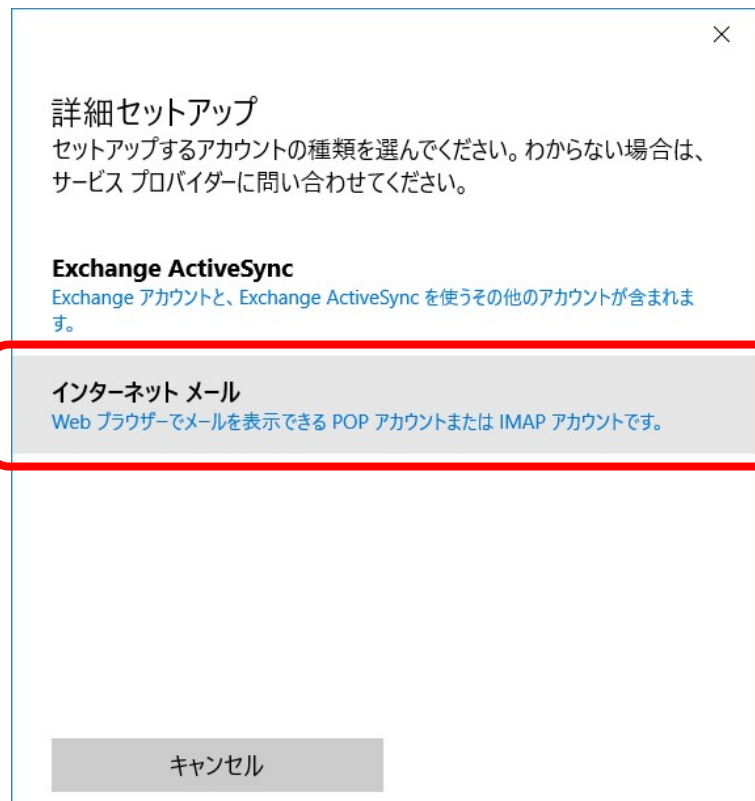 詳細セットアップ
セットアップするアカウントの種類を選んでください。わからない場合は、
サービス プロバイダーに問い合わせてください。
Exchange ActiveSync
Exchange アカウントと、Exchange ActiveSync を使うその他のアカウントが含まれま
す。
インターネット メール
Web ブラウザーでメールを表示できる POP アカウントまたは IMAP アカウントです。
キャンセル